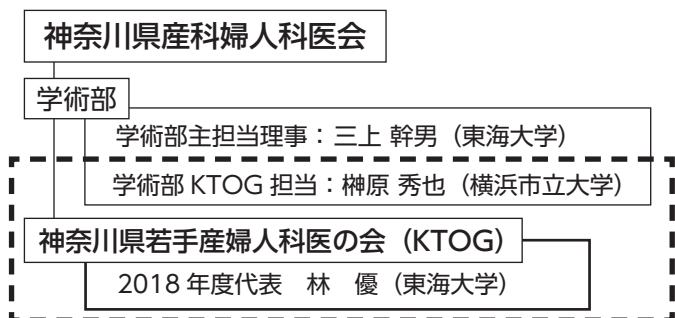 神奈川県産科婦人科医会
学術部
学術部主担当理事：三上 幹男（東海大学）
学術部 KTOG 担当：榊原 秀也（横浜市立大学）
神奈川県若手産婦人科医の会（KTOG）
2018 年度代表　林　優（東海大学）